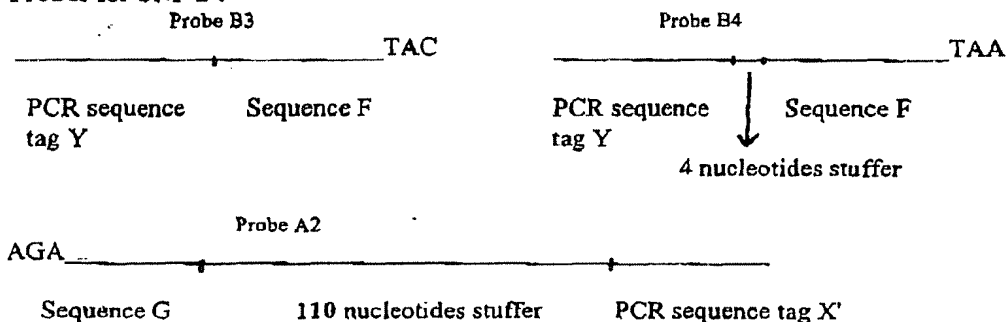 Probe B3
TAC
PCR sequence
tag Y
Sequence F
Probe B4
TAA
PCR sequence
tag Y
Sequence F
4 nucleotides stuffer
Probe A2
AGA
Sequence G
110 nucleotides stuffer
PCR sequence tag X'